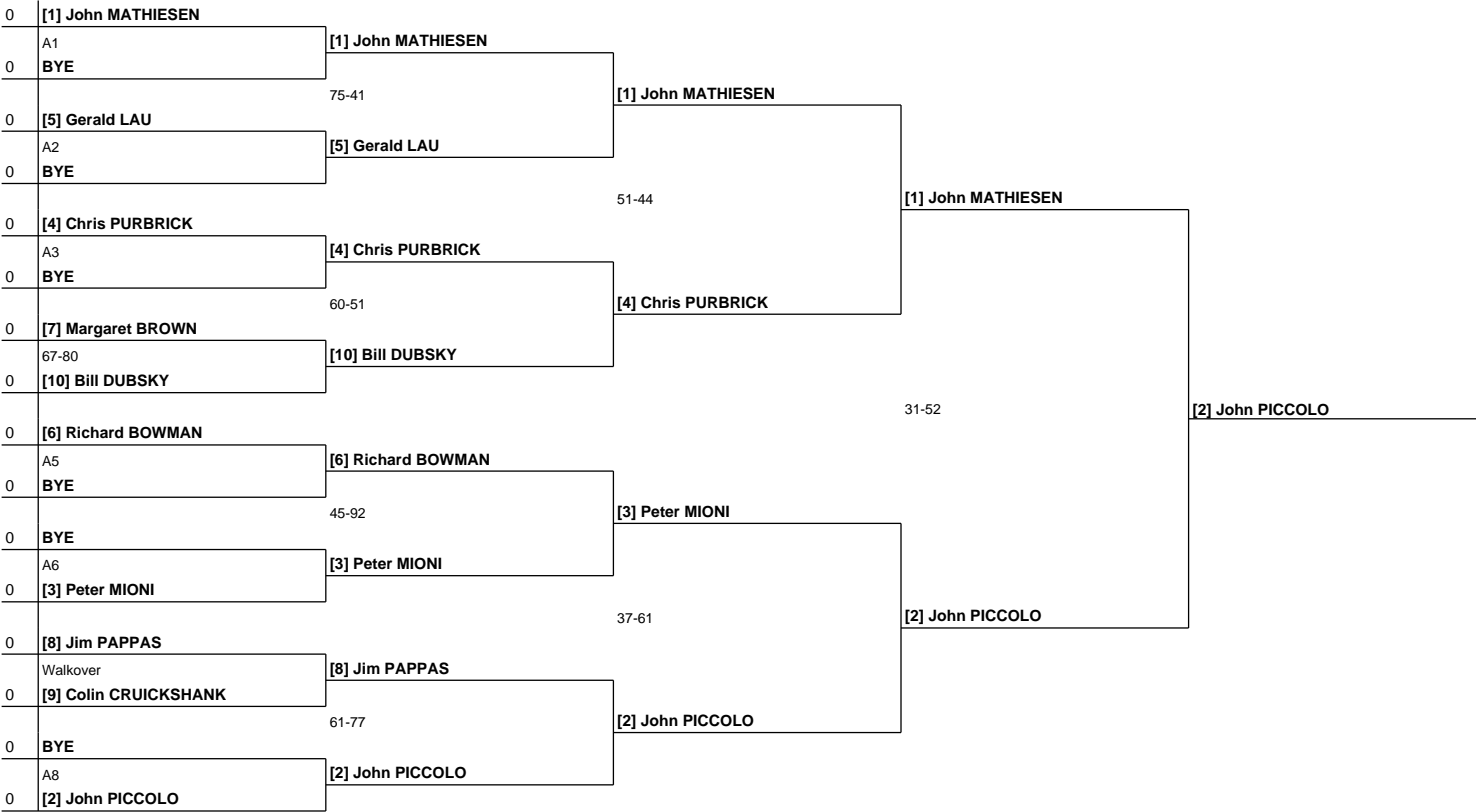 0 [1] John MATHIESEN
A1 [1] John MATHIESEN
0 BYE
75-41 [1] John MATHIESEN
0 [5] Gerald LAU
A2 [5] Gerald LAU
0 BYE
51-44 [1] John MATHIESEN
0 [4] Chris PURBRICK
A3 [4] Chris PURBRICK
0 BYE
60-51 [4] Chris PURBRICK
0 [7] Margaret BROWN
67-80 [10] Bill DUBSKY
0 [10] Bill DUBSKY
31-52 [2] John PICCOLO
0 [6] Richard BOWMAN
A5 [6] Richard BOWMAN
0 BYE
45-92 [3] Peter MIONI
0 BYE
A6 [3] Peter MIONI
0 [3] Peter MIONI
37-61 [2] John PICCOLO
0 [8] Jim PAPPAS
Walkover [8] Jim PAPPAS
0 [9] Colin CRUICKSHANK
61-77 [2] John PICCOLO
0 BYE
A8 [2] John PICCOLO
0 [2] John PICCOLO